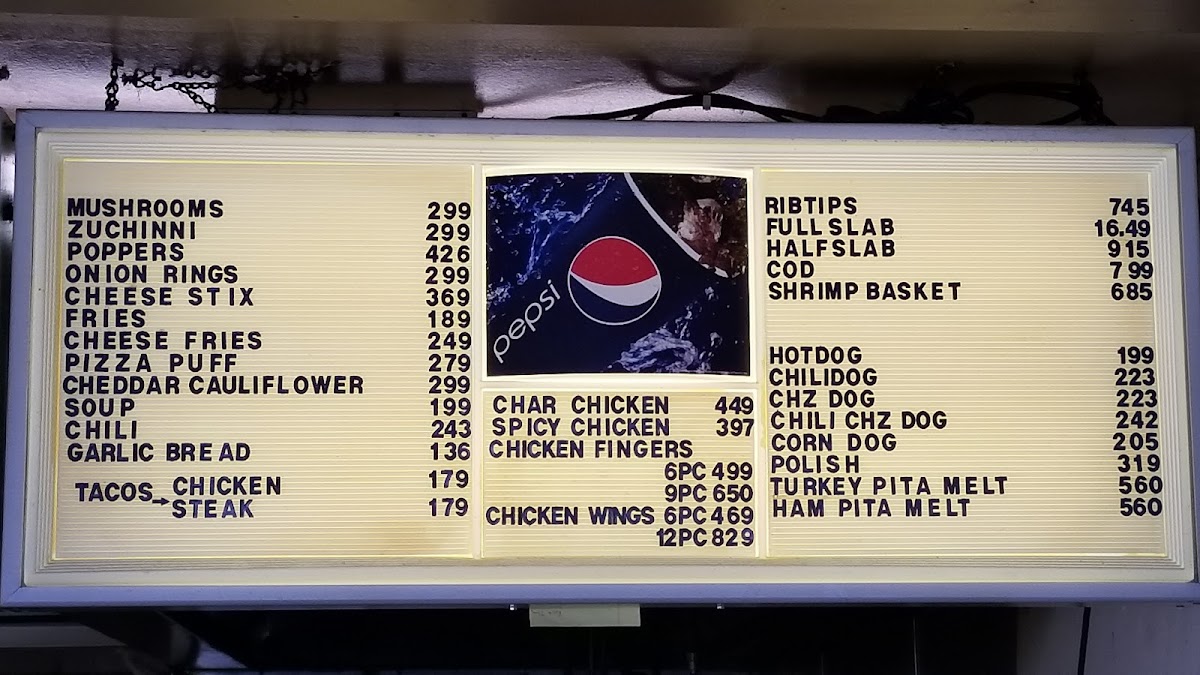 MUSHROOMS 299
ZUCHINNI 299
POPPERS 426
ONION RINGS 299
CHEESE STIX 369
FRIES 189
CHEESE FRIES 249
PIZZA PUFF 279
CHEDDAR CAULIFLOWER 299
SOUP 199
CHILI 243
GARLIC BREAD 136
TACOS→ CHICKEN 179
STEAK 179
pepsi
CHAR CHICKEN 449
SPICY CHICKEN 397
CHICKEN FINGERS
6PC 499
9PC 650
CHICKEN WINGS 6PC 469
12PC 829
RIBTIPS 745
FULL SLAB 16.49
HALF SLAB 915
COD 799
SHRIMP BASKET 685
HOTDOG 199
CHILIDOG 223
CHZ DOG 223
CHILI CHZ DOG 242
CORN DOG 205
POLISH 319
TURKEY PITA MELT 560
HAM PITA MELT 560